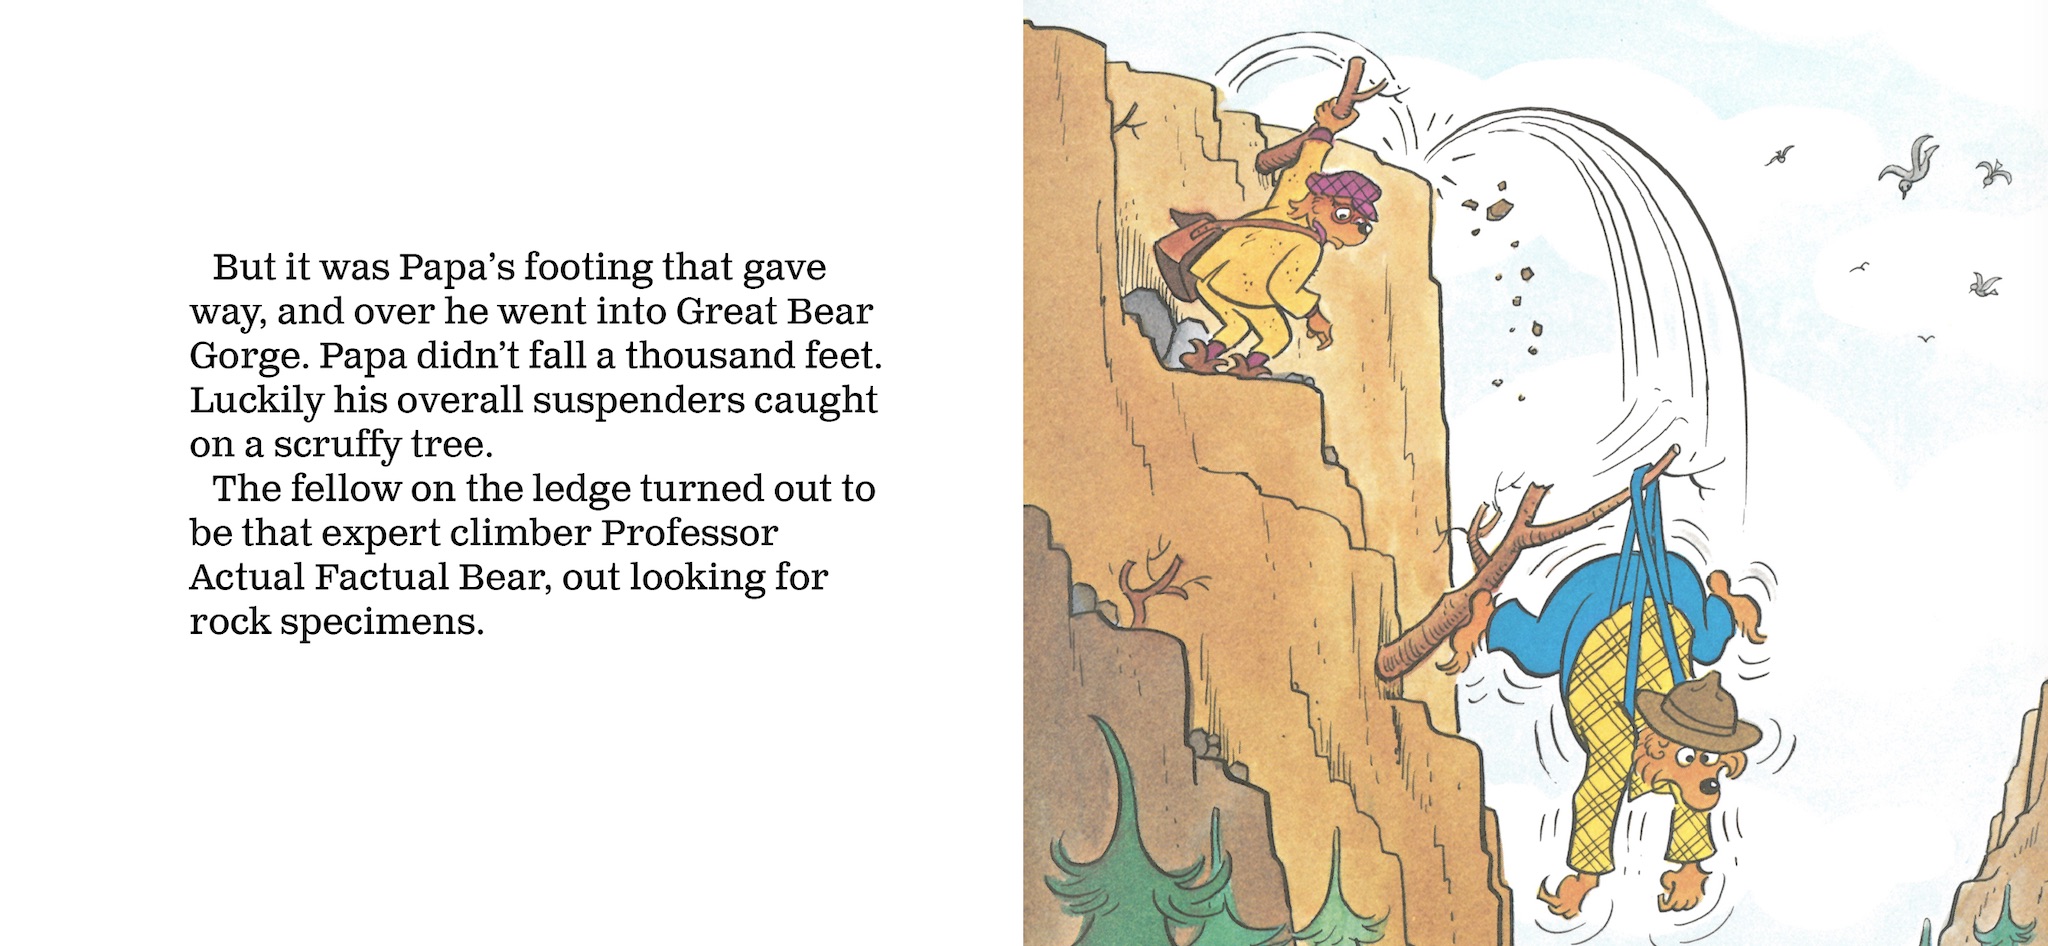 But it was Papa’s footing that gave
way, and over he went into Great Bear
Gorge. Papa didn’t fall a thousand feet.
Luckily his overall suspenders caught
on a scruffy tree.
The fellow on the ledge turned out to
be that expert climber Professor
Actual Factual Bear, out looking for
rock specimens.